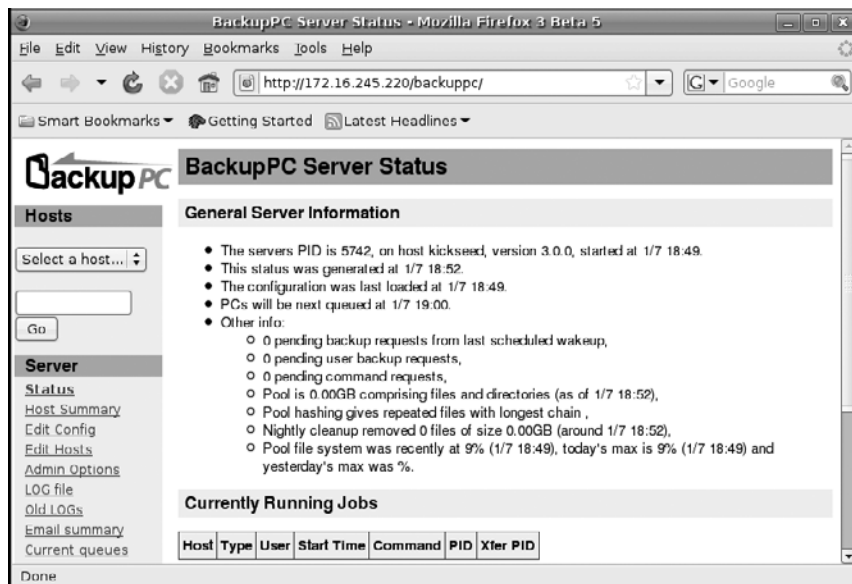 BackupPC Server Status - Mozilla Firefox 3 Beta 5
File Edit View History Bookmarks Tools Help
http://172.16.245.220/backuppc/
G Google
Smart Bookmarks Getting Started Latest Headlines
BackupPC
BackupPC Server Status
General Server Information
The servers PID is 5742, on host kickseed, version 3.0.0, started at 1/7 18:49.
This status was generated at 1/7 18:52.
The configuration was last loaded at 1/7 18:49.
PCs will be next queued at 1/7 19:00.
Other info:
0 pending backup requests from last scheduled wakeup,
0 pending user backup requests,
0 pending command requests,
Pool is 0.00GB comprising files and directories (as of 1/7 18:52),
Pool hashing gives repeated files with longest chain ,
Nightly cleanup removed 0 files of size 0.00GB (around 1/7 18:52),
Pool file system was recently at 9% (1/7 18:49), today's max is 9% (1/7 18:49) and
yesterday's max was %.
Currently Running Jobs
Host Type User Start Time Command PID Xfer PID
Hosts
Select a host...
Go
Server
Status
Host Summary
Edit Config
Edit Hosts
Admin Options
LOG file
Old LOGs
Email summary
Current queues
Done